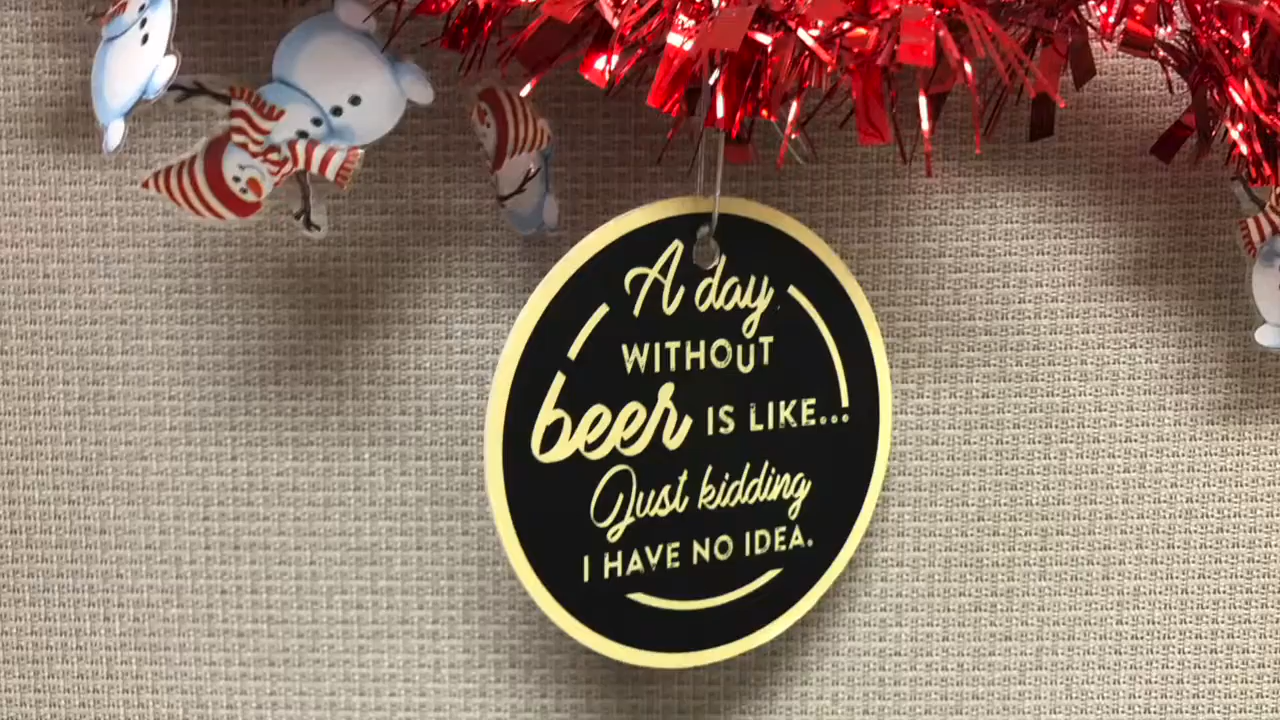 A day
WITHOUT
beer IS LIKE...
Just kidding
I HAVE NO IDEA.